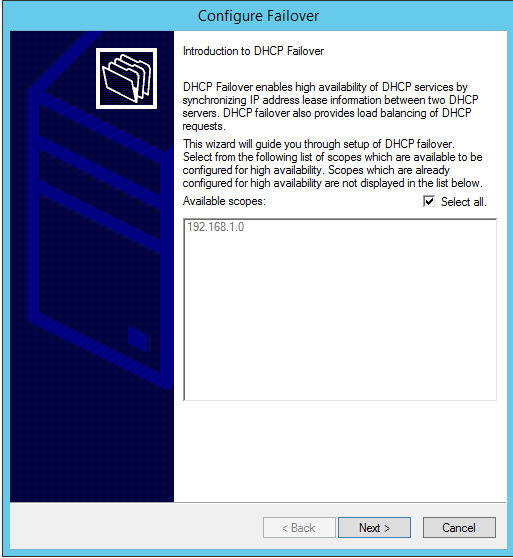 Configure Failover
Introduction to DHCP Failover
DHCP Failover enables high availability of DHCP services by
synchronizing IP address lease information between two DHCP
servers. DHCP failover also provides load balancing of DHCP
requests.
This wizard will guide you through setup of DHCP failover.
Select from the following list of scopes which are available to be
configured for high availability. Scopes which are already
configured for high availability are not displayed in the list below.
Available scopes:
Select all.
192.168.1.0
< Back
Next >
Cancel